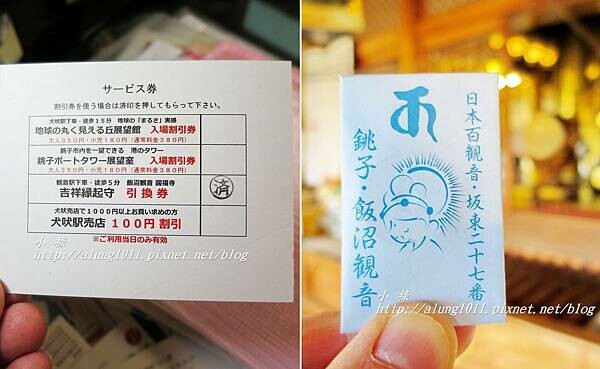 サービス券
割引券を使う場合は済印を押してもらって下さい。
犬吠駅下車・徒歩15分 地球の「まるさ」実感
地球の丸く見える丘展望館 入場割引券
大人350円・小児180円(通常料金380円)
銚子市内を一望できる 港のタワー
銚子ポートタワー展望室 入場割引券
大人350円・小児180円(通常料金380円)
観音駅下車・徒歩5分 飯沼観音 圓福寺
吉祥縁起守 引換券
済
犬吠売店で1000円以上お買い求めの方
犬吠駅売店 100円 割引
※ご利用当日のみ有効
小 祿
http://alung1011.pixnet.net/blog
日本百観音・坂東二十七番
銚子・飯沼観音
小 祿
http://alung1011.pixnet.net/blog